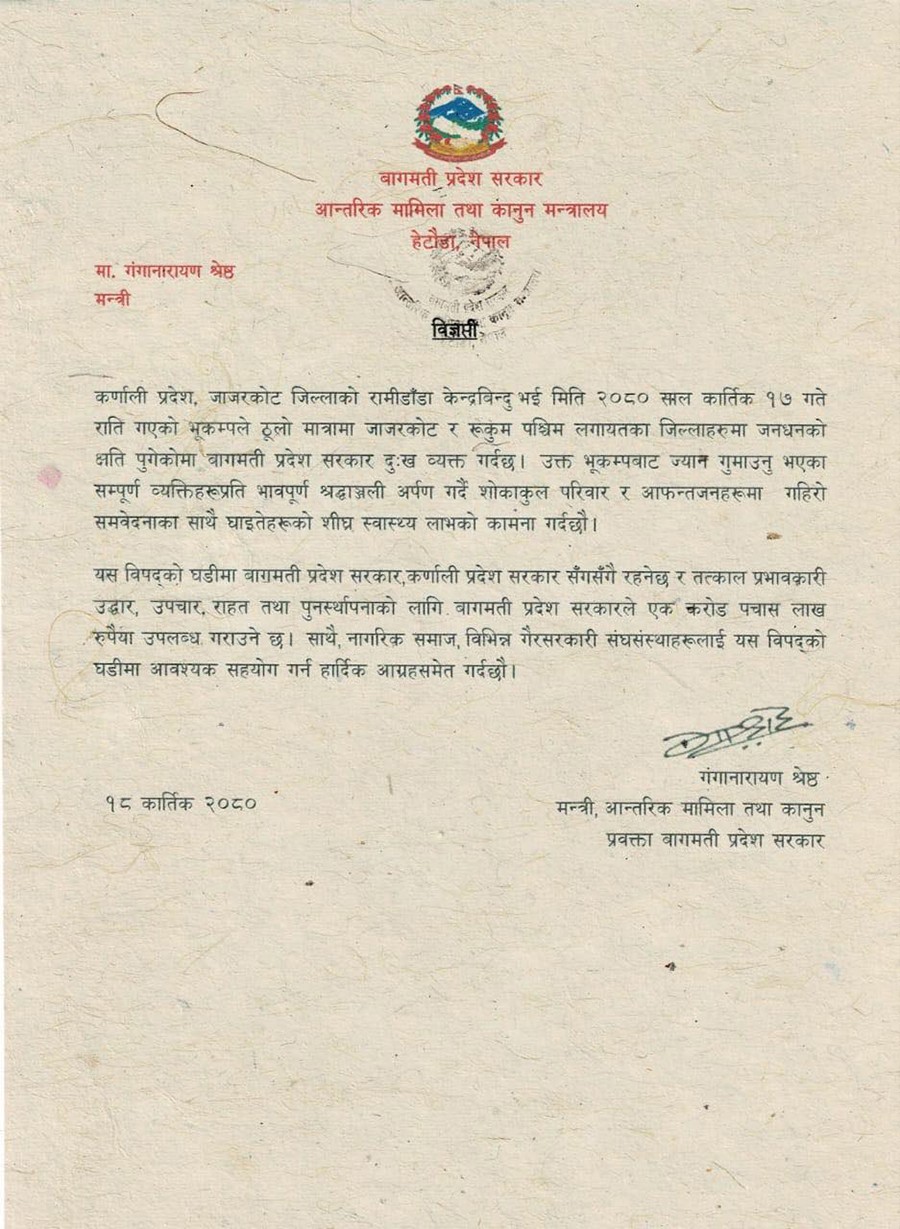 बागमती प्रदेश सरकार
आन्तरिक मामिला तथा कानुन मन्त्रालय
हेटौंडा, नेपाल
मा. गंगानारायण श्रेष्ठ
मन्त्री
विज्ञप्ती
कर्णाली प्रदेश, जाजरकोट जिल्लाको रामीडाँडा केन्द्रविन्दु भई मिति २०८० साल कार्तिक १७ गते
राति गएको भूकम्पले ठूलो मात्रामा जाजरकोट र रूकुम पश्चिम लगायतका जिल्लाहरुमा जनधनको
क्षति पुगेकोमा बागमती प्रदेश सरकार दुःख व्यक्त गर्दछ। उक्त भूकम्पबाट ज्यान गुमाउनु भएका
सम्पूर्ण व्यक्तिहरूप्रति भावपूर्ण श्रद्धाञ्जली अर्पण गर्दै शोकाकुल परिवार र आफन्तजनहरूमा गहिरो
समवेदनाका साथै घाइतेहरूको शीघ्र स्वास्थ्य लाभको कामना गर्दछौ।
यस विपद्को घडीमा बागमती प्रदेश सरकार,कर्णाली प्रदेश सरकार सँगसँगै रहनेछ र तत्काल प्रभावकारी
उद्धार, उपचार, राहत तथा पुनर्स्थापनाको लागि बागमती प्रदेश सरकारले एक करोड पचास लाख
रुपैया उपलब्ध गराउने छ। साथै, नागरिक समाज, विभिन्न गैरसरकारी संघसंस्थाहरूलाई यस विपद्को
घडीमा आवश्यक सहयोग गर्न हार्दिक आग्रहसमेत गर्दछौ।
गंगानारायण श्रेष्ठ
१८ कार्तिक २०८०
मन्त्री, आन्तरिक मामिला तथा कानुन
प्रवक्ता बागमती प्रदेश सरकार